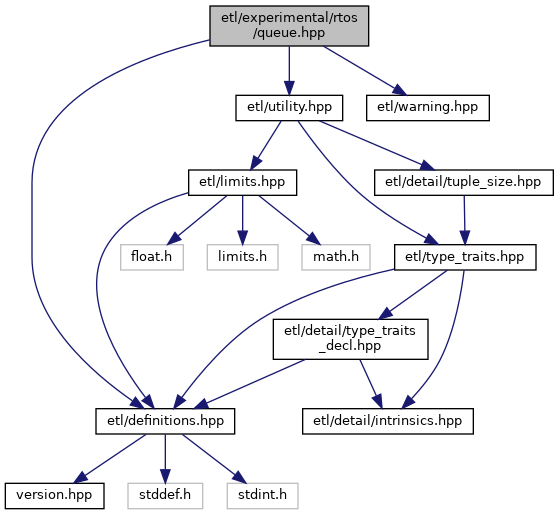 etl/experimental/rtos
/queue.hpp
etl/utility.hpp
etl/warning.hpp
etl/limits.hpp
etl/detail/tuple_size.hpp
float.h
limits.h
math.h
etl/type_traits.hpp
etl/detail/type_traits
_decl.hpp
etl/definitions.hpp
etl/detail/intrinsics.hpp
version.hpp
stddef.h
stdint.h